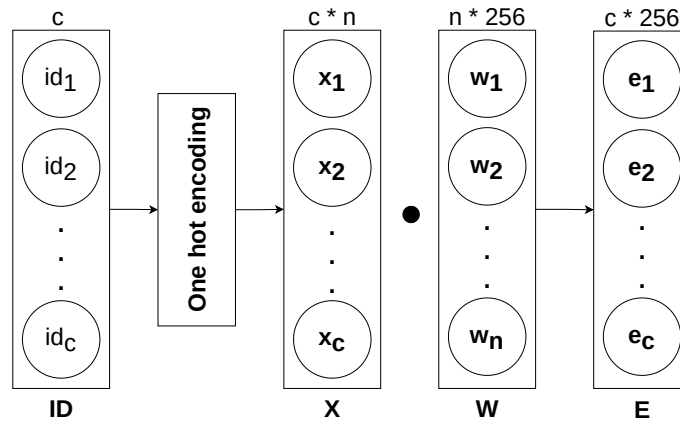 c
c * n
n * 256
c * 256
id1
x1
w1
e1
id2
x2
w2
e2
One hot encoding
.
.
.
.
.
.
.
.
.
.
.
.
idc
xc
wn
ec
ID
X
W
E